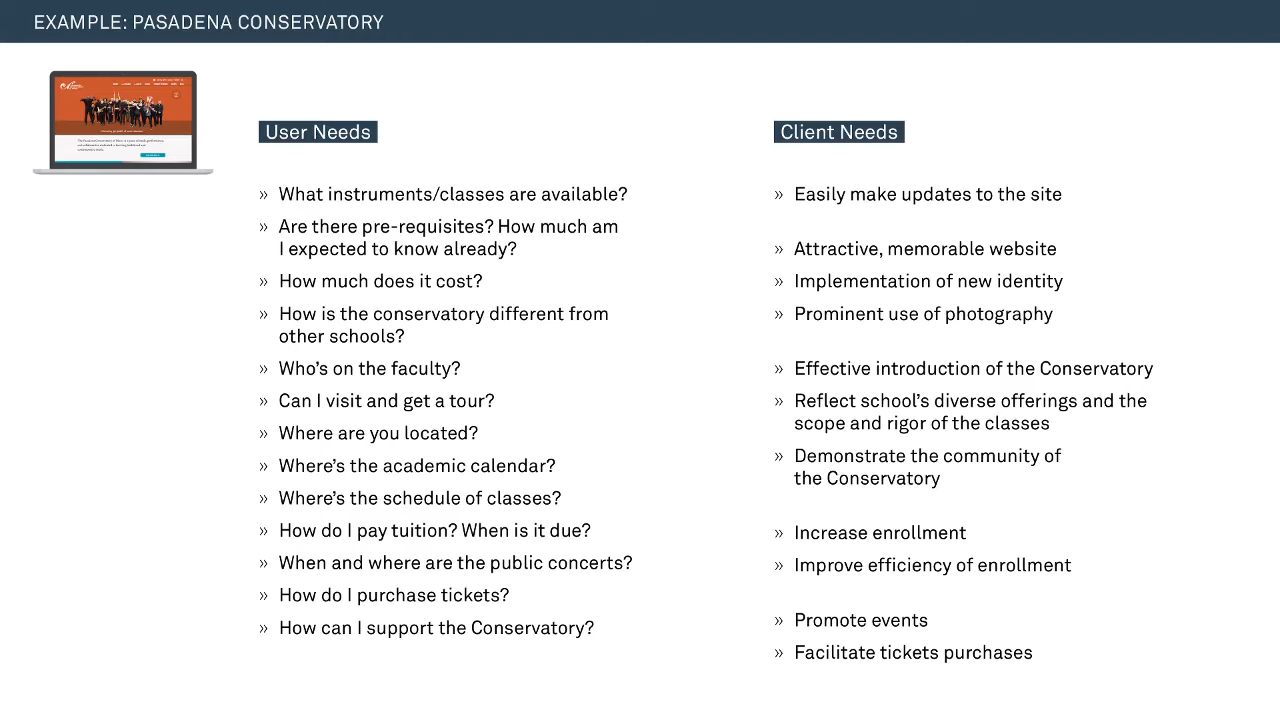 EXAMPLE: PASADENA CONSERVATORY
User Needs
» What instruments/classes are available?
» Are there pre-requisites? How much am
I expected to know already?
» How much does it cost?
» How is the conservatory different from
other schools?
» Who's on the faculty?
» Can I visit and get a tour?
» Where are you located?
» Where's the academic calendar?
» Where's the schedule of classes?
» How do I pay tuition? When is it due?
» When and where are the public concerts?
» How do I purchase tickets?
» How can I support the Conservatory?
Client Needs
» Easily make updates to the site
» Attractive, memorable website
» Implementation of new identity
» Prominent use of photography
» Effective introduction of the Conservatory
» Reflect school's diverse offerings and the
scope and rigor of the classes
» Demonstrate the community of
the Conservatory
» Increase enrollment
» Improve efficiency of enrollment
» Promote events
» Facilitate tickets purchases